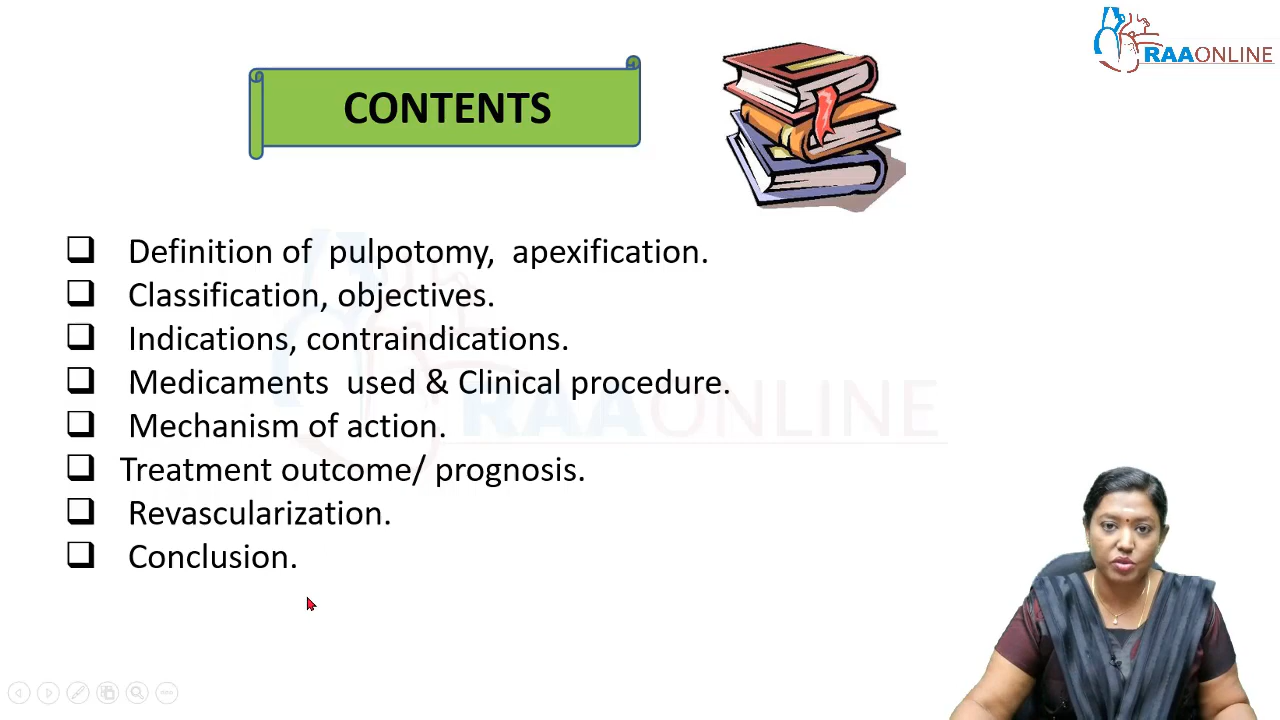 RAAONLINE
CONTENTS
Definition of pulpotomy, apexification.
Classification, objectives.
Indications, contraindications.
Medicaments used & Clinical procedure.
Mechanism of action.
Treatment outcome/ prognosis.
Revascularization.
Conclusion.
RAAONLINE